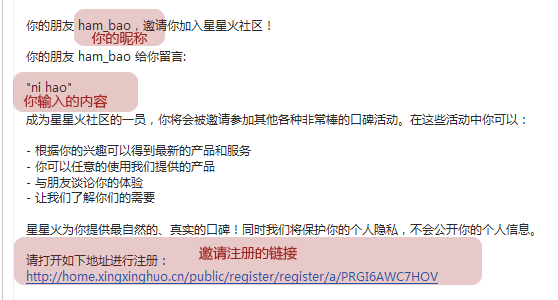 你的朋友 ham_bao，邀请你加入星星火社区！
你的昵称
你的朋友 ham_bao 给你留言:
"ni hao"
你输入的内容
成为星星火社区的一员，你将会被邀请参加其他各种非常棒的口碑活动。在这些活动中你可以：
- 根据你的兴趣可以得到最新的产品和服务
- 你可以任意的使用我们提供的产品
- 与朋友谈论你的体验
- 让我们了解你们的需要
星星火为你提供最自然的、真实的口碑！同时我们将保护你的个人隐私，不会公开你的个人信息。
邀请注册的链接
请打开如下地址进行注册：
http://home.xingxinghuo.cn/public/register/register/a/PRGI6AWC7HOV